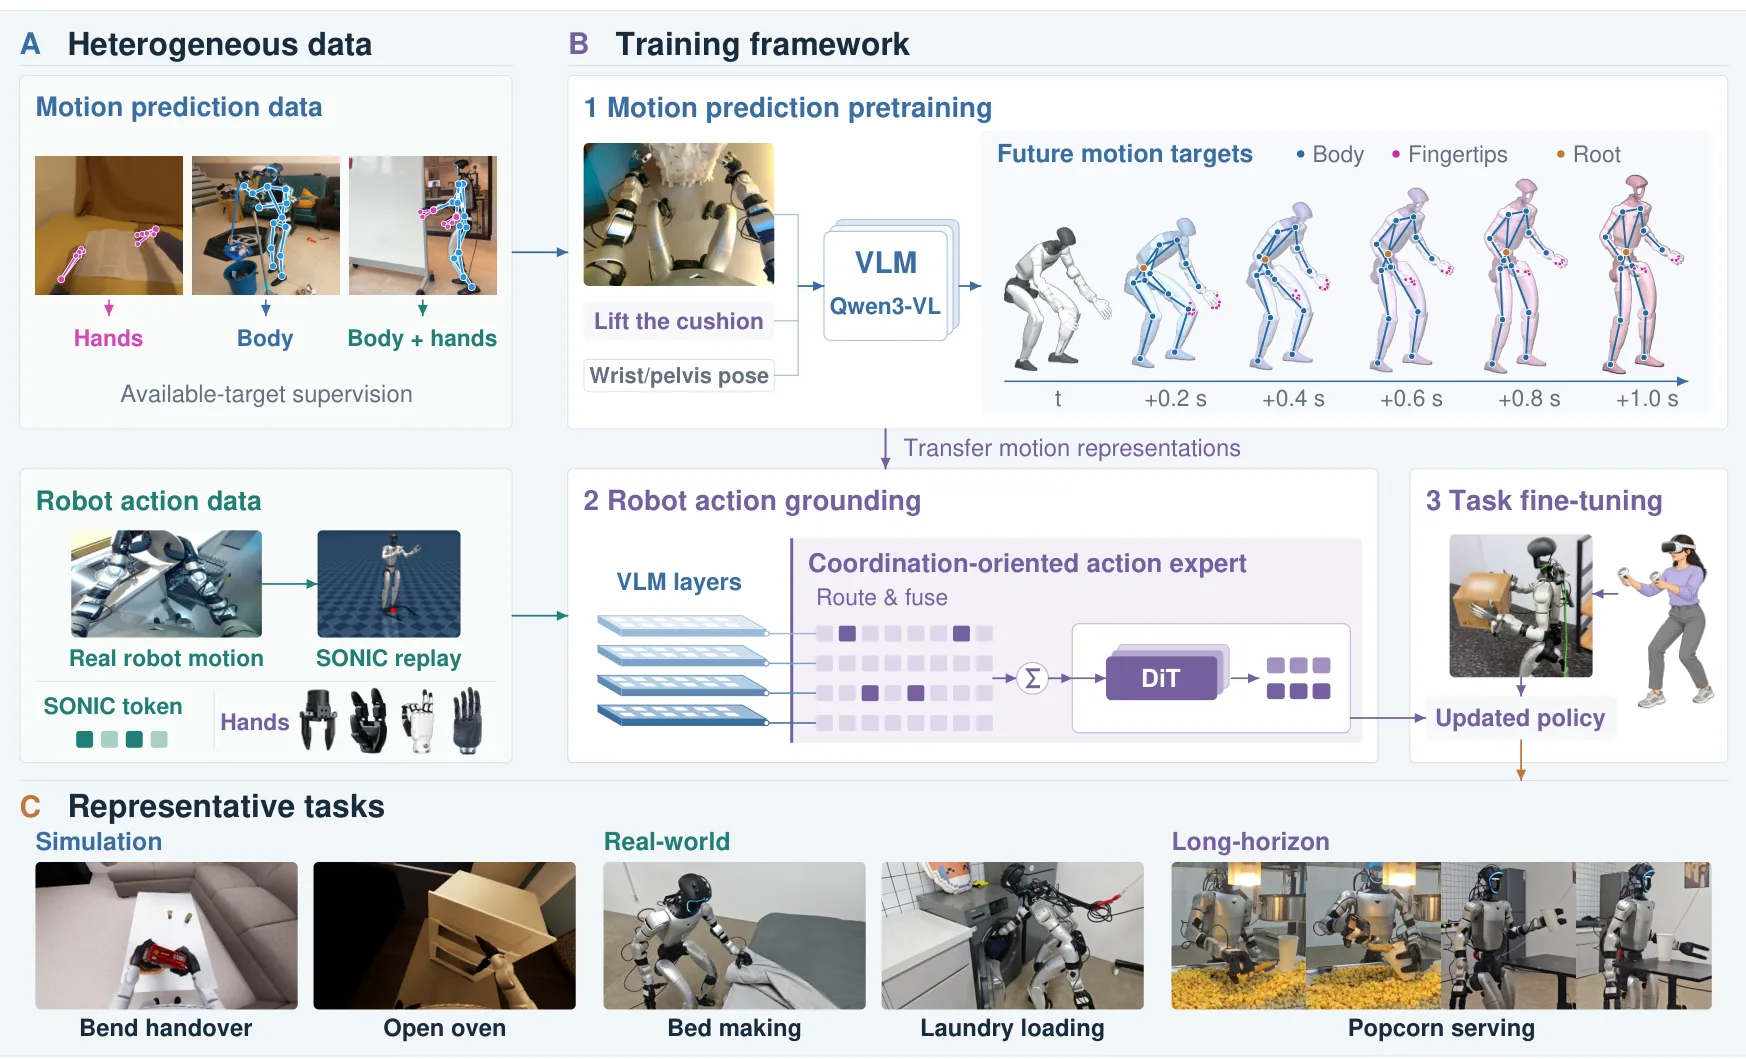 A Heterogeneous data
Motion prediction data
Hands
Body
Body + hands
Available-target supervision
Robot action data
Real robot motion
SONIC replay
SONIC token
Hands
B Training framework
1 Motion prediction pretraining
Lift the cushion
Wrist/pelvis pose
VLM
Qwen3-VL
Future motion targets
• Body • Fingertips • Root
t +0.2 s +0.4 s +0.6 s +0.8 s +1.0 s
Transfer motion representations
2 Robot action grounding
VLM layers
Coordination-oriented action expert
Route & fuse
Σ
DiT
3 Task fine-tuning
Updated policy
C Representative tasks
Simulation
Bend handover
Open oven
Real-world
Bed making
Laundry loading
Long-horizon
Popcorn serving